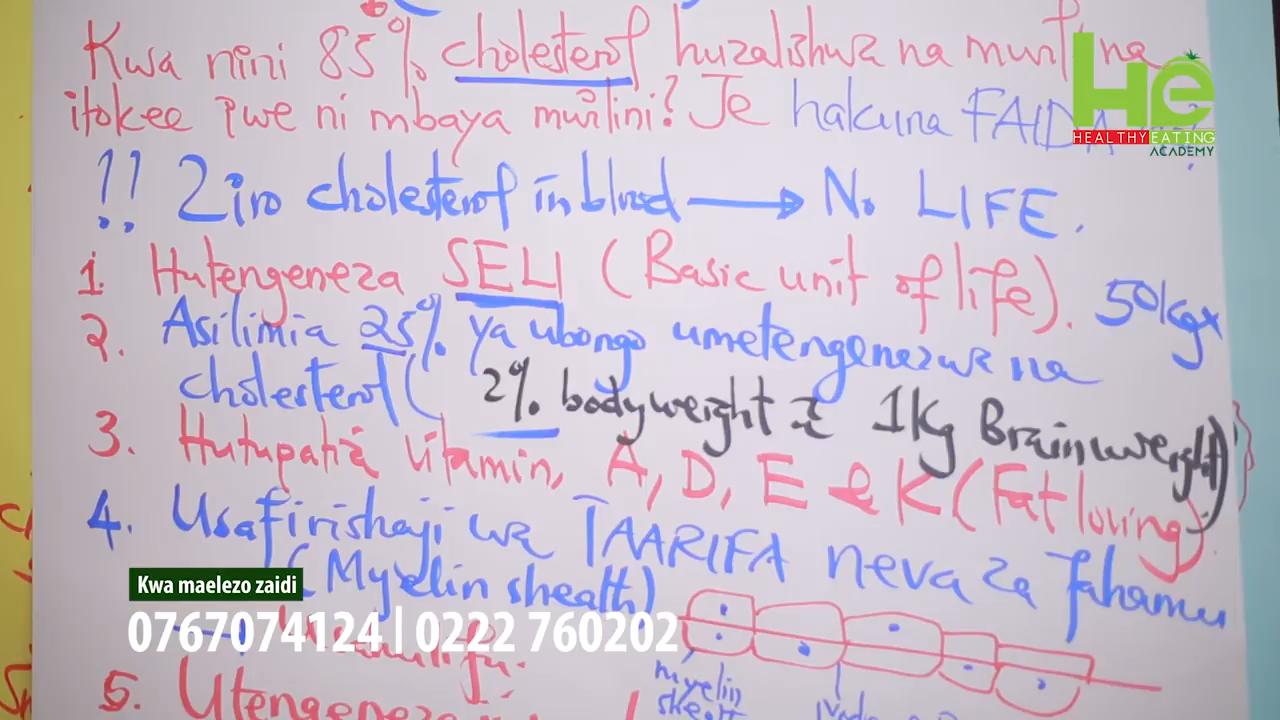 Kwa nini 85% cholesterol huzalishwa na mwili na
itokee iwe ni mbaya mwilini? Je hakuna FAIDA
HE
HEALTHY EATING
ACADEMY
!! Ziro cholesterol in blood → No LIFE.
1. Hutengeneza SELI (Basic unit of life).
50kg x
2. Asilimia 25% ya ubongo umetengenezwa na
cholesterol ( 2% bodyweight ≈ 1Kg Brain weight)
3. Hutupatia vitamin, A, D, E & K (Fat loving).
4. Usafirishaji wa TAARIFA neva za fahamu
(Myelin sheath)
Kwa maelezo zaidi
0767074124 | 0222 760202
myelin
sheath
5. Utengenezaji